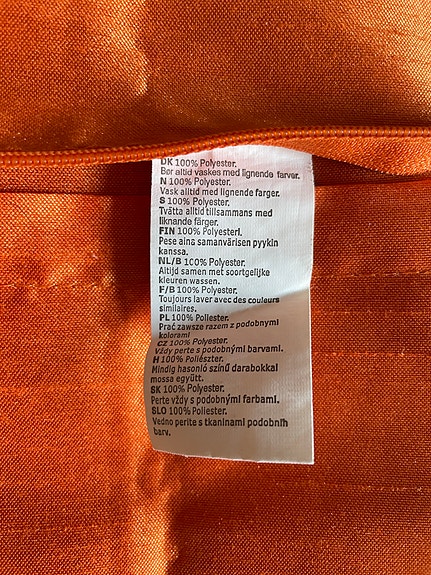 DK 100% Polyester.
Bør altid vaskes med lignende farver.
N 100% Polyester.
Vask alltid med lignende farger.
S 100% Polyester.
Tvätta alltid tillsammans med
liknande färger.
FIN 100% Polyesteri.
Pese aina samanvärisen pyykin
kanssa.
NL/B 100% Polyester.
Altijd samen met soortgelijke
kleuren wassen.
F/B 100% Polyester.
Toujours laver avec des couleurs
similaires.
PL 100% Poliester.
Prać zawsze razem z podobnymi
kolorami
CZ 100% Polyester.
Vždy perte s podobnými barvami.
H 100% Poliészter.
Mindig hasonló színű darabokkal
mossa együtt.
SK 100% Polyester.
Perte vždy s podobnými farbami.
SLO 100% Poliester.
Vedno perite s tkaninami podobnih
barv.